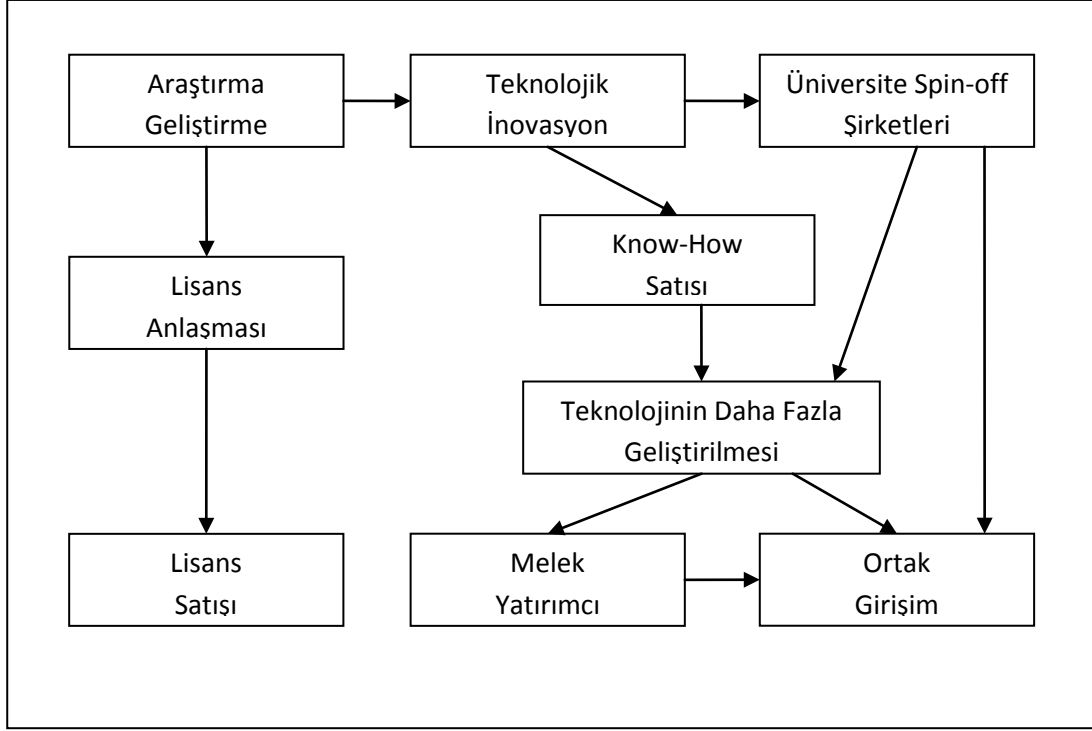 Araştırma
Geliştirme
Teknolojik
İnovasyon
Üniversite Spin-off
Şirketleri
Know-How
Satısı
Lisans
Anlaşması
Teknolojinin Daha Fazla
Geliştirilmesi
Lisans
Satışı
Melek
Yatırımcı
Ortak
Girişim